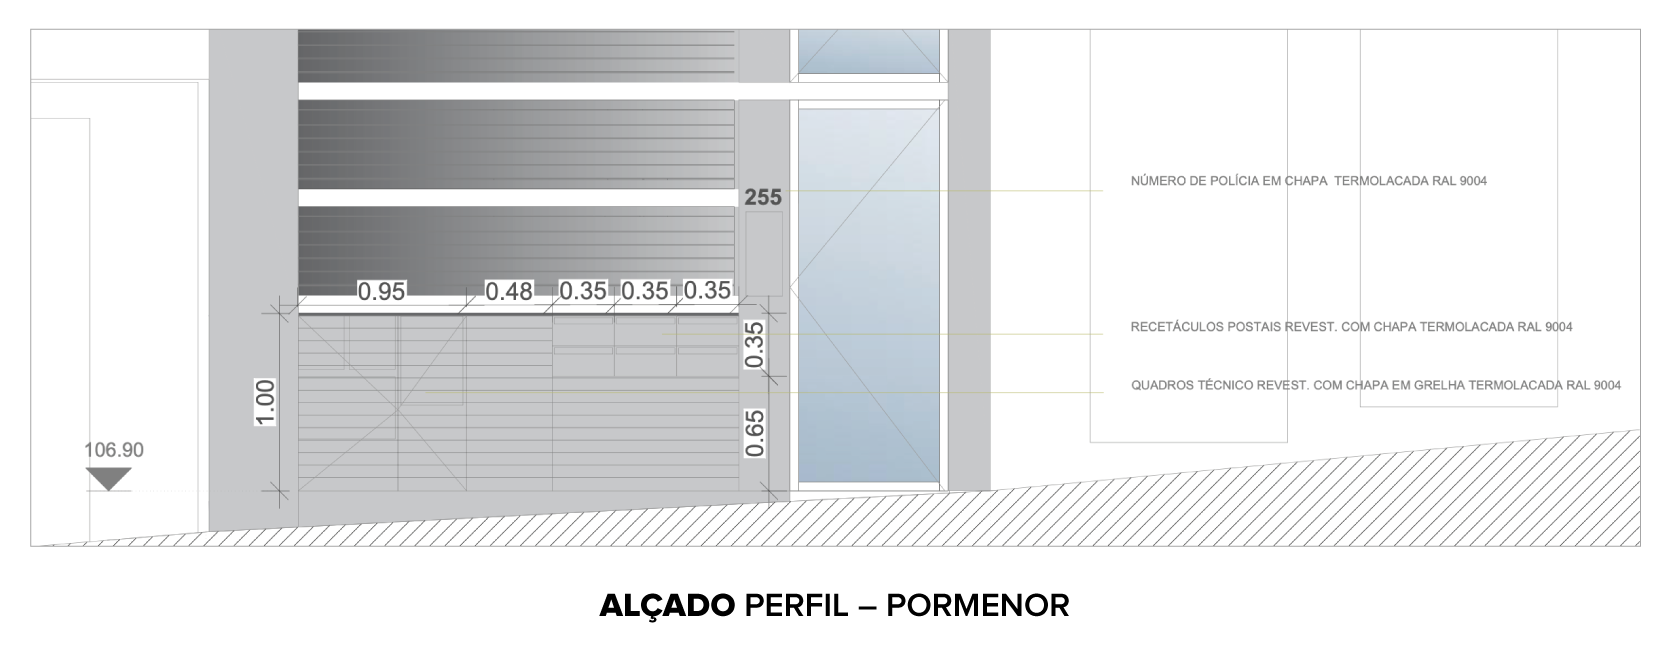 NÚMERO DE POLÍCIA EM CHAPA TERMOLACADA RAL 9004
255
0.95
0.48
0.35
0.35
0.35
RECETÁCULOS POSTAIS REVEST. COM CHAPA TERMOLACADA RAL 9004
0.35
QUADROS TÉCNICO REVEST. COM CHAPA EM GRELHA TERMOLACADA RAL 9004
1.00
0.65
106.90
ALÇADO PERFIL – PORMENOR